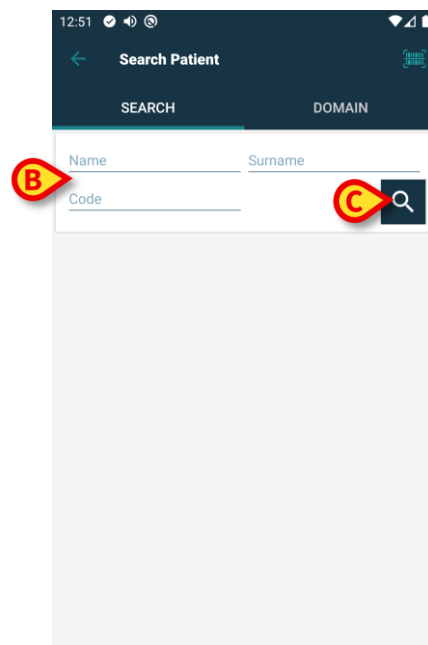 12:51
Search Patient
SEARCH DOMAIN
Name Surname
B
Code
C